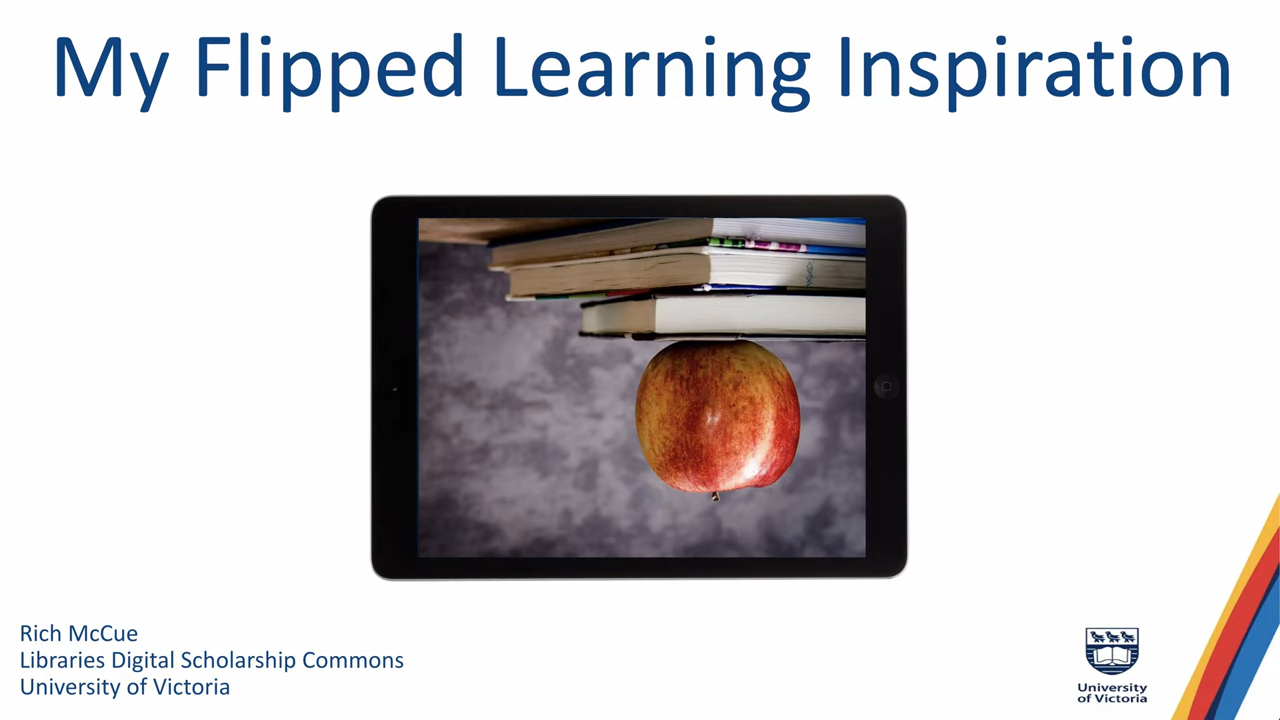 My Flipped Learning Inspiration
Rich McCue
Libraries Digital Scholarship Commons
University of Victoria
University
of Victoria